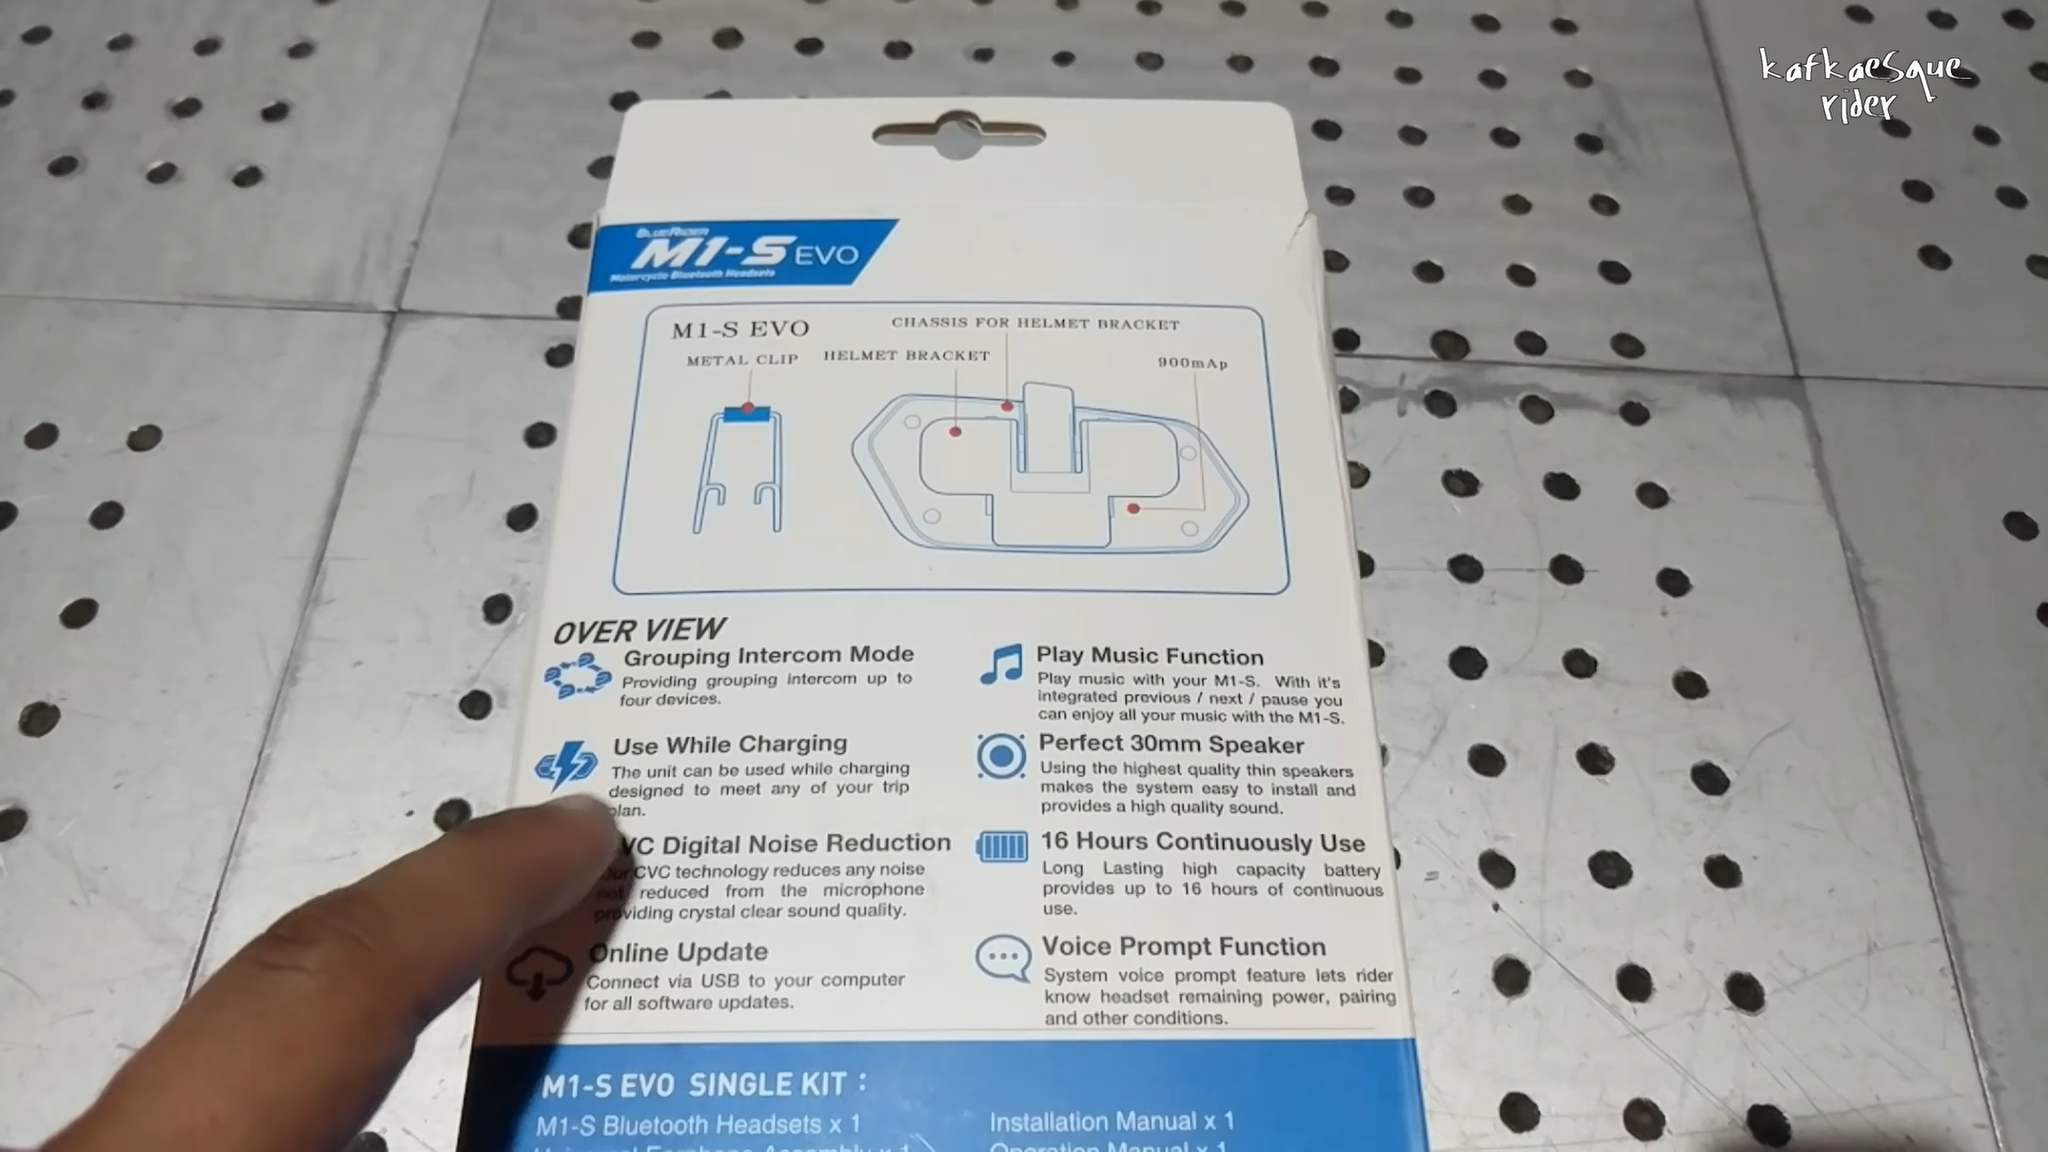 kafkaesque
rider
BLUERIDER
M1-S EVO
Motorcycle Bluetooth Headsets
M1-S EVO
CHASSIS FOR HELMET BRACKET
METAL CLIP
HELMET BRACKET
900mAp
OVER VIEW
Grouping Intercom Mode
Providing grouping intercom up to
four devices.
Use While Charging
The unit can be used while charging
designed to meet any of your trip
plan.
VC Digital Noise Reduction
Our CVC technology reduces any noise
not reduced from the microphone
providing crystal clear sound quality.
Online Update
Connect via USB to your computer
for all software updates.
Play Music Function
Play music with your M1-S. With it's
integrated previous / next / pause you
can enjoy all your music with the M1-S.
Perfect 30mm Speaker
Using the highest quality thin speakers
makes the system easy to install and
provides a high quality sound.
16 Hours Continuously Use
Long Lasting high capacity battery
provides up to 16 hours of continuous
use.
Voice Prompt Function
System voice prompt feature lets rider
know headset remaining power, pairing
and other conditions.
M1-S EVO SINGLE KIT :
M1-S Bluetooth Headsets x 1
Universal Earphone Assembly x 1
Installation Manual x 1
Operation Manual x 1